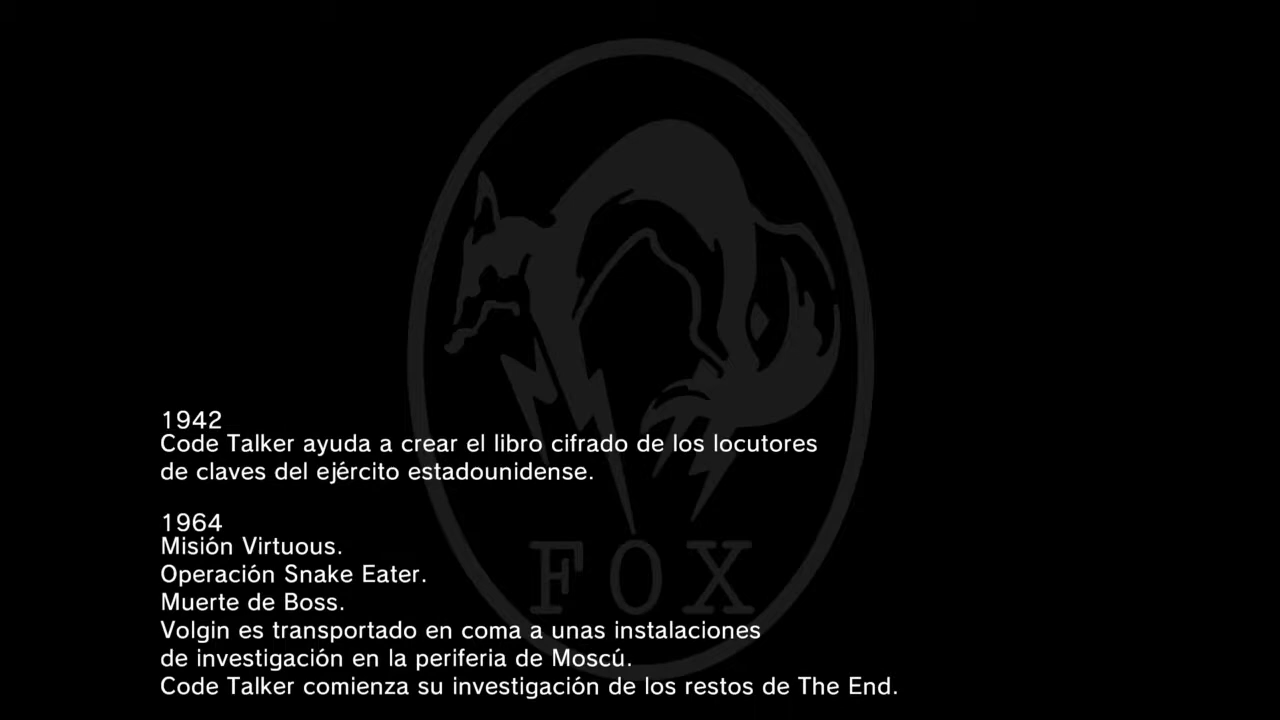 1942
Code Talker ayuda a crear el libro cifrado de los locutores
de claves del ejército estadounidense.
1964
Misión Virtuous.
Operación Snake Eater.
Muerte de Boss.
Volgin es transportado en coma a unas instalaciones
de investigación en la periferia de Moscú.
Code Talker comienza su investigación de los restos de The End.
FOX